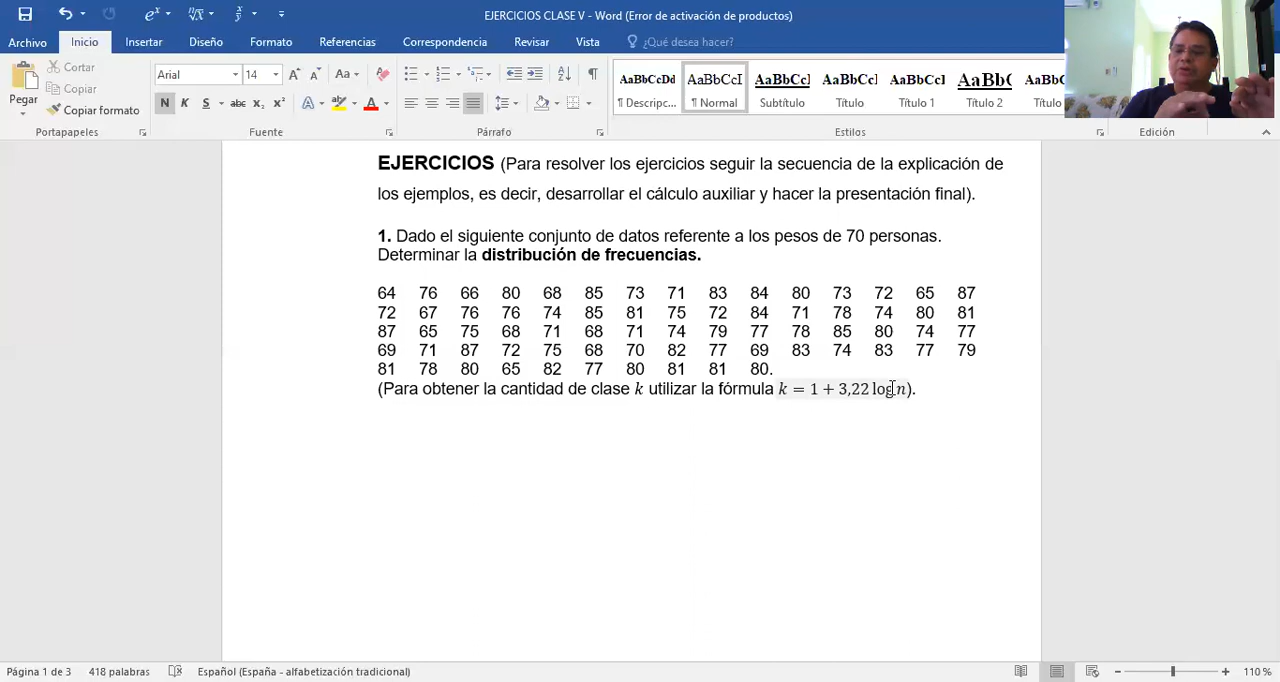 EJERCICIOS CLASE V - Word (Error de activación de productos)
Archivo Inicio Insertar Diseño Formato Referencias Correspondencia Revisar Vista ¿Qué desea hacer?
Pegar
Cortar
Copiar
Copiar formato
Portapapeles
Arial 14
N K S abc x₂ x²
Fuente
Párrafo
AaBbCcDd AaBbCcI AaBbCcI AaBbCcI AaBbCcI AaBb( AaBbC
¶ Descripc... ¶ Normal Subtítulo Título Título 1 Título 2 Título
Estilos
Edición
EJERCICIOS (Para resolver los ejercicios seguir la secuencia de la explicación de
los ejemplos, es decir, desarrollar el cálculo auxiliar y hacer la presentación final).
1. Dado el siguiente conjunto de datos referente a los pesos de 70 personas.
Determinar la distribución de frecuencias.
64 76 66 80 68 85 73 71 83 84 80 73 72 65 87
72 67 76 76 74 85 81 75 72 84 71 78 74 80 81
87 65 75 68 71 68 71 74 79 77 78 85 80 74 77
69 71 87 72 75 68 70 82 77 69 83 74 83 77 79
81 78 80 65 82 77 80 81 81 80.
(Para obtener la cantidad de clase k utilizar la fórmula k = 1 + 3,22 log n).
Página 1 de 3 418 palabras Español (España - alfabetización tradicional) 110 %